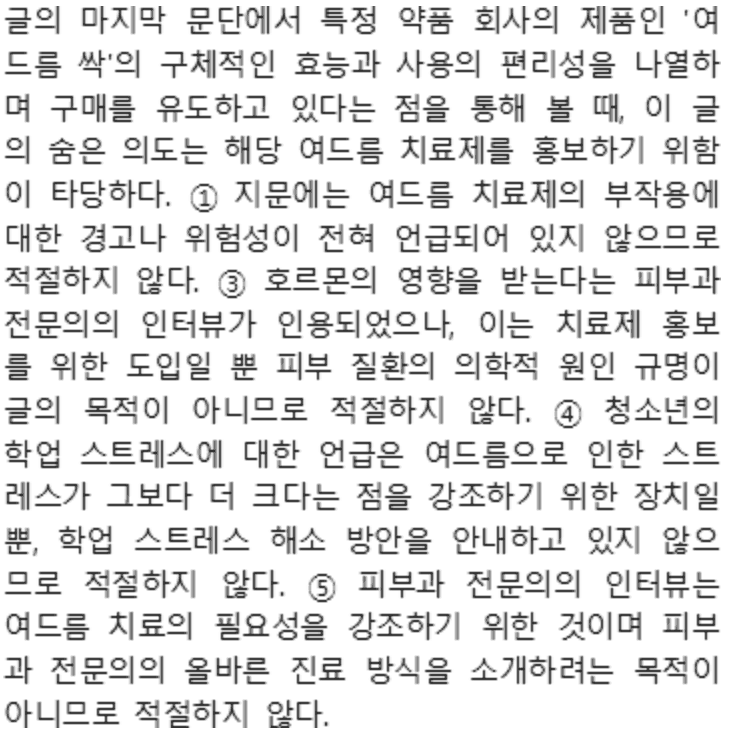 글의 마지막 문단에서 특정 약품 회사의 제품인 '여
드름 싹'의 구체적인 효능과 사용의 편리성을 나열하
며 구매를 유도하고 있다는 점을 통해 볼 때, 이 글
의 숨은 의도는 해당 여드름 치료제를 홍보하기 위함
이 타당하다. ① 지문에는 여드름 치료제의 부작용에
대한 경고나 위험성이 전혀 언급되어 있지 않으므로
적절하지 않다. ③ 호르몬의 영향을 받는다는 피부과
전문의의 인터뷰가 인용되었으나, 이는 치료제 홍보
를 위한 도입일 뿐 피부 질환의 의학적 원인 규명이
글의 목적이 아니므로 적절하지 않다. ④ 청소년의
학업 스트레스에 대한 언급은 여드름으로 인한 스트
레스가 그보다 더 크다는 점을 강조하기 위한 장치일
뿐, 학업 스트레스 해소 방안을 안내하고 있지 않으
므로 적절하지 않다. ⑤ 피부과 전문의의 인터뷰는
여드름 치료의 필요성을 강조하기 위한 것이며 피부
과 전문의의 올바른 진료 방식을 소개하려는 목적이
아니므로 적절하지 않다.